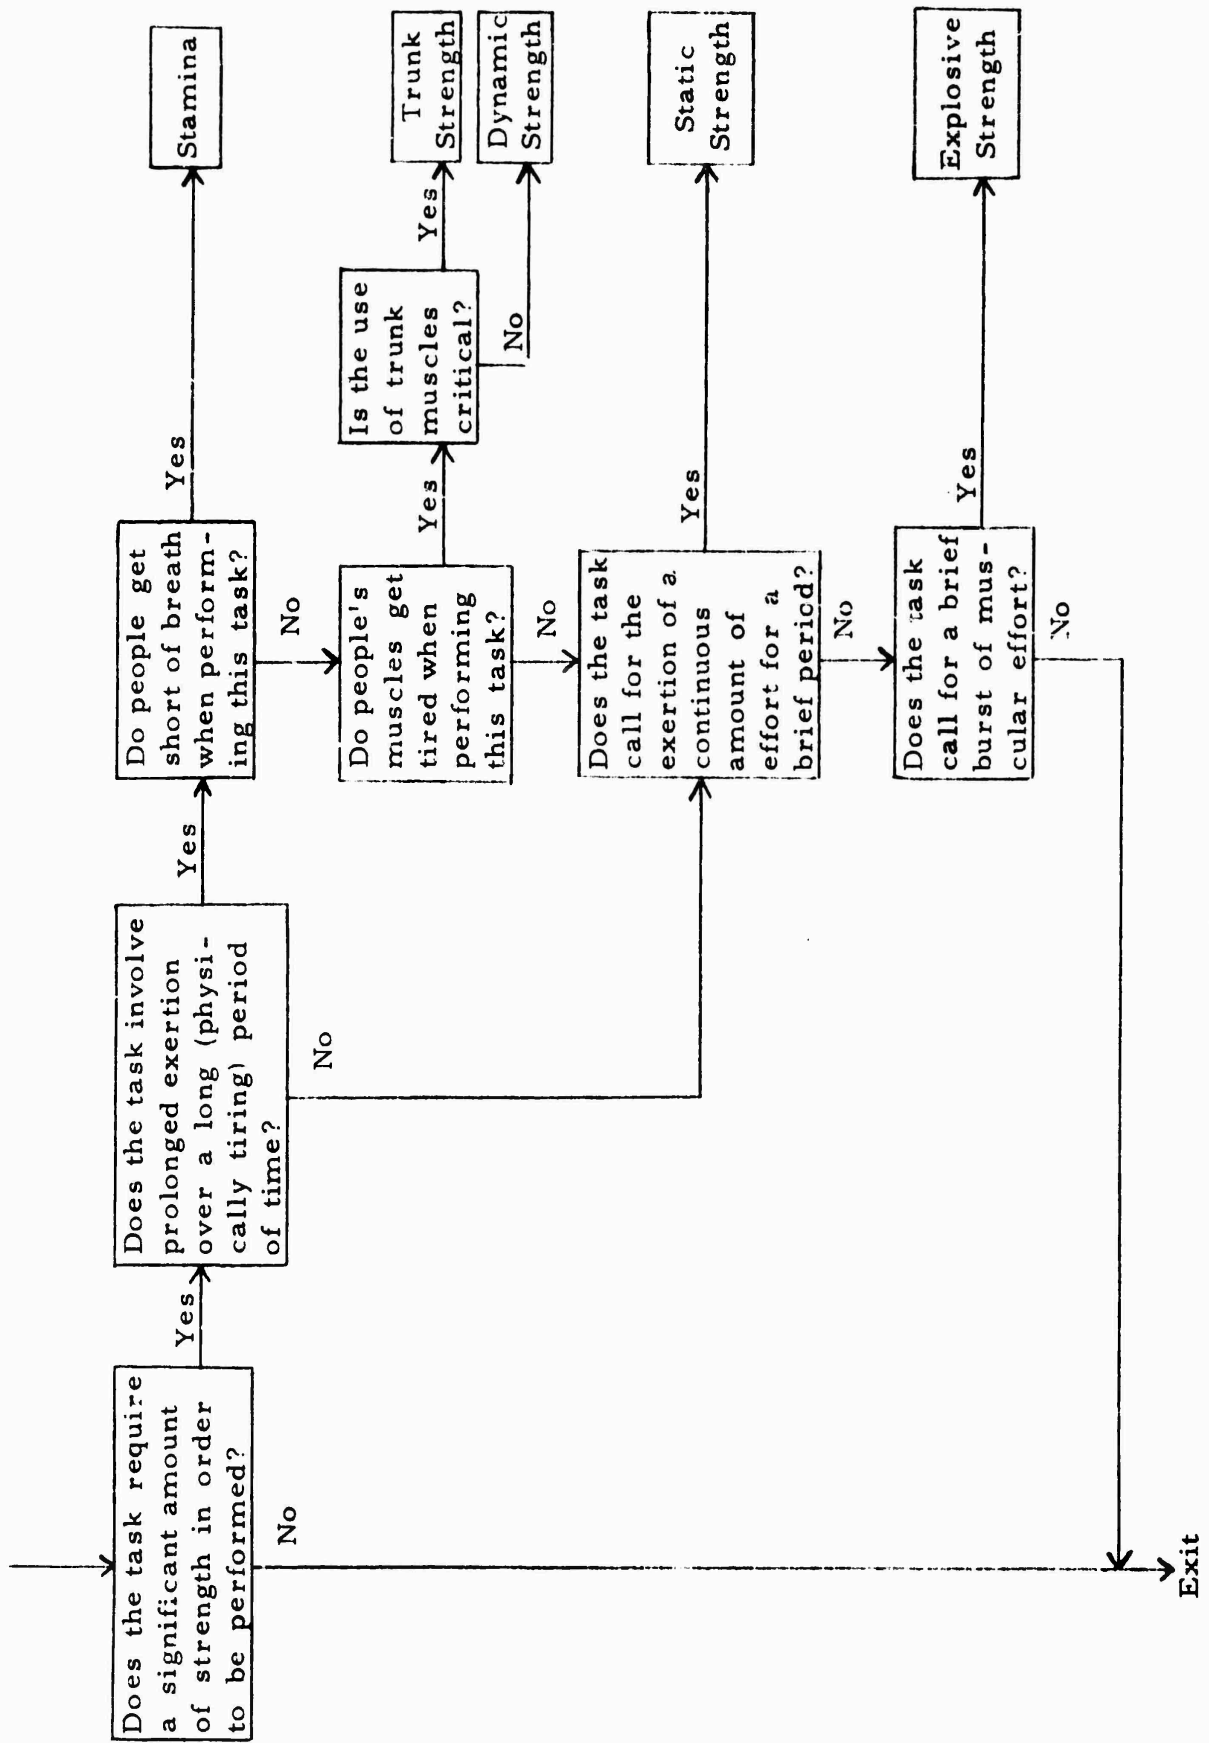 Does the task require
a significant amount
of strength in order
to be performed?
Yes
No
Does the task involve
prolonged exertion
over a long (physi-
cally tiring) period
of time?
Yes
No
Do people get
short of breath
when perform-
ing this task?
Yes
Stamina
No
Do people's
muscles get
tired when
performing
this task?
Yes
Is the use
of trunk
muscles
critical?
Yes
Trunk
Strength
No
Dynamic
Strength
No
Does the task
call for the
exertion of a
continuous
amount of
effort for a
brief period?
Yes
Static
Strength
No
Does the task
call for a brief
burst of mus-
cular effort?
Yes
Explosive
Strength
No
Exit